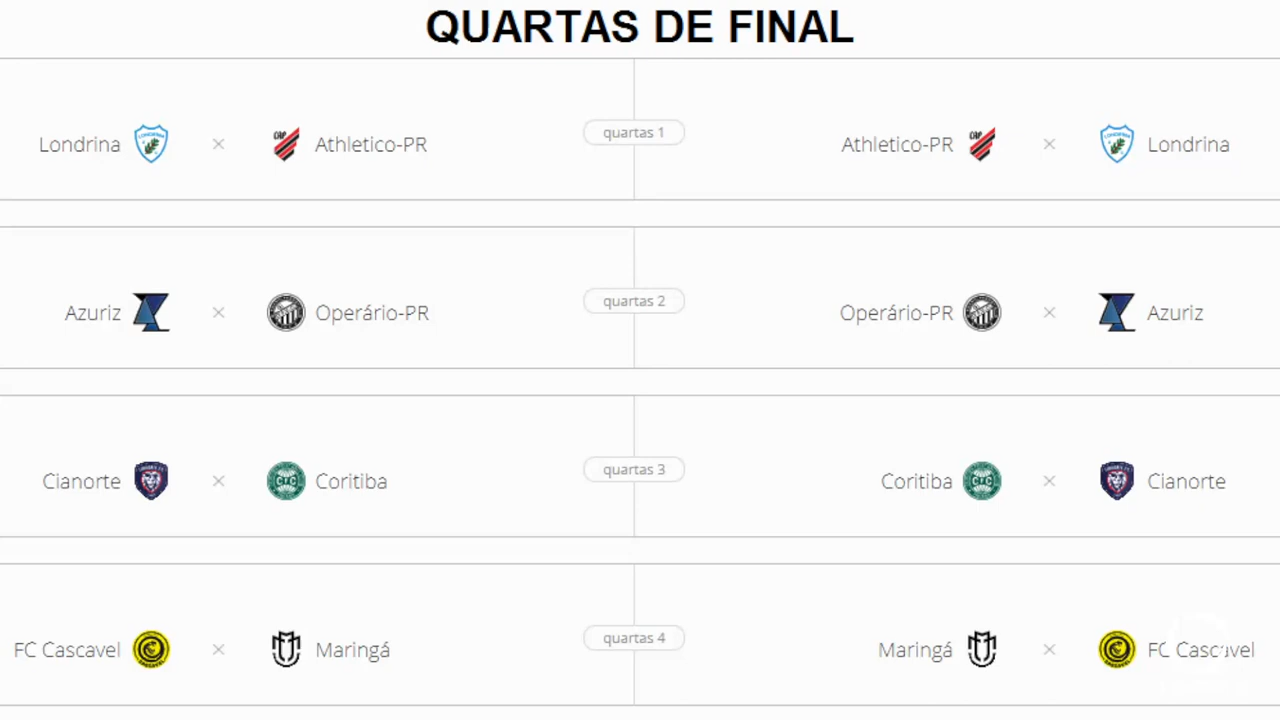 QUARTAS DE FINAL
Londrina × Athletico-PR quartas 1 Athletico-PR × Londrina
Azuriz × Operário-PR quartas 2 Operário-PR × Azuriz
Cianorte × Coritiba quartas 3 Coritiba × Cianorte
FC Cascavel × Maringá quartas 4 Maringá × FC Cascavel